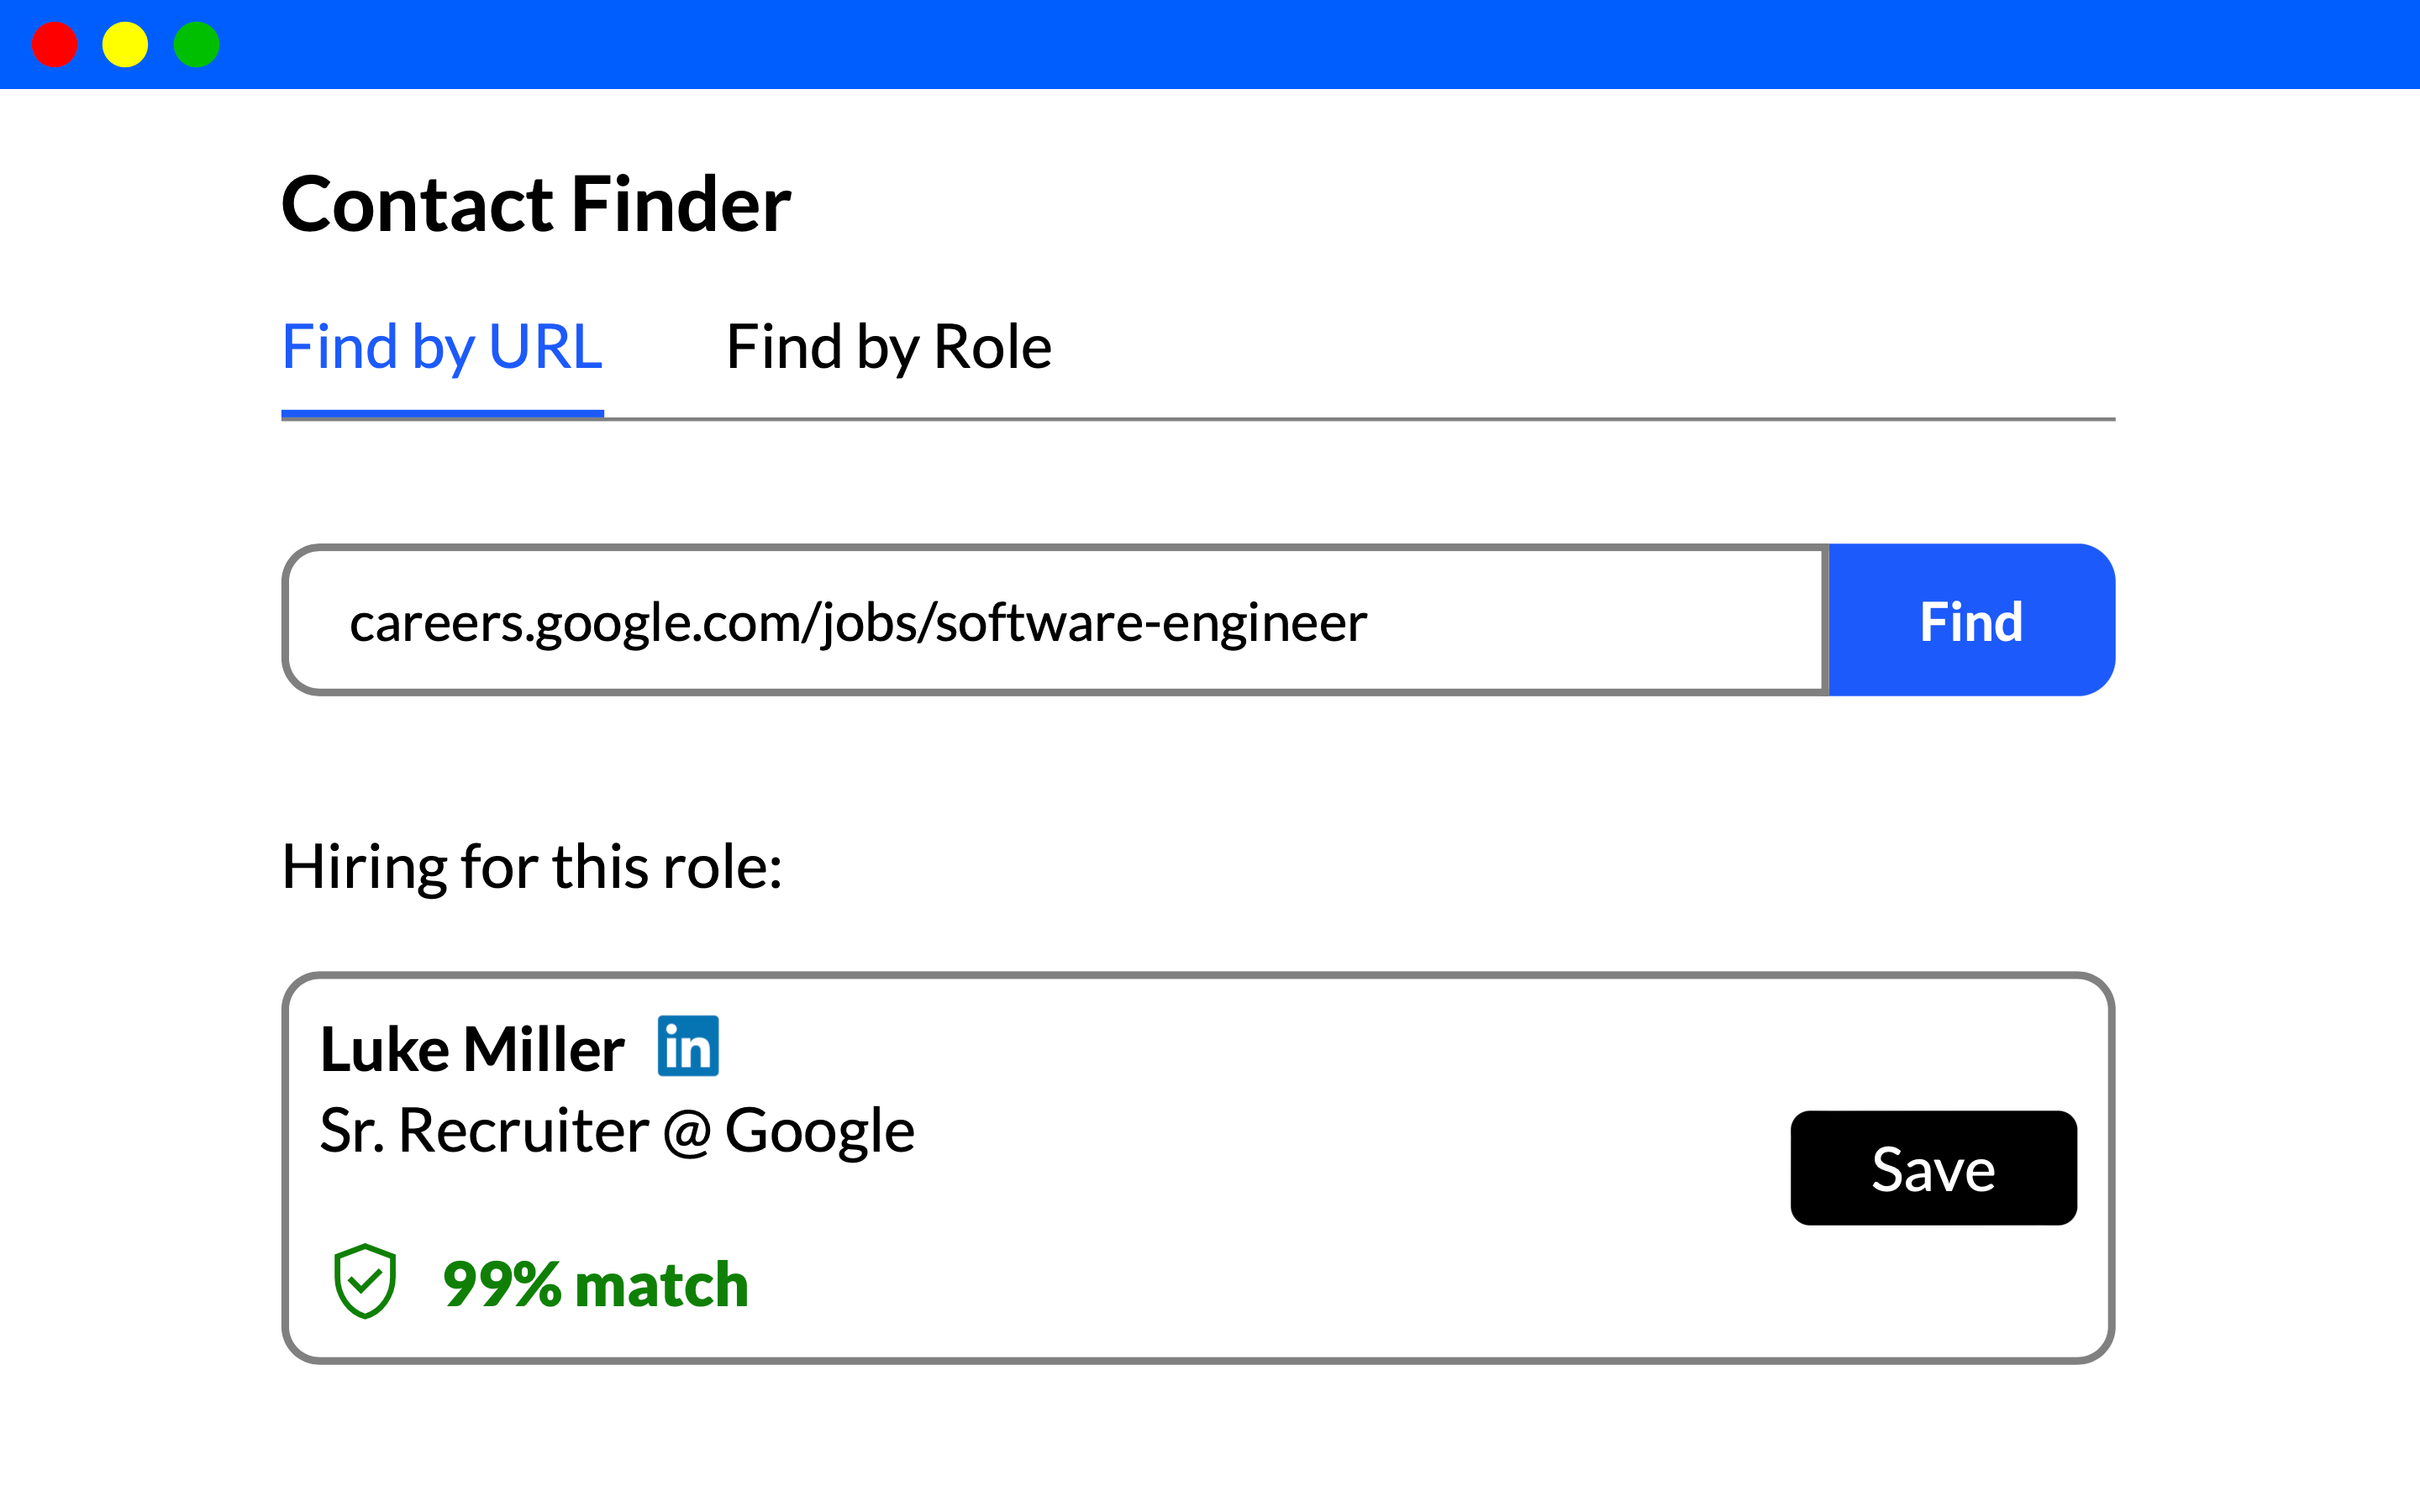 Contact Finder
Find by URL
Find by Role
careers.google.com/jobs/software-engineer
Find
Hiring for this role:
Luke Miller in
Sr. Recruiter @ Google
Save
99% match